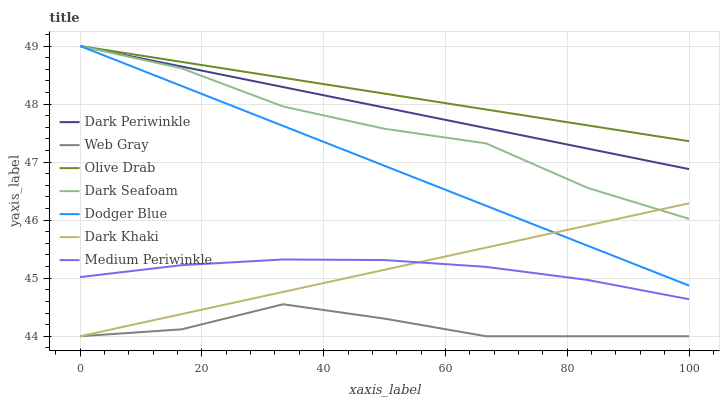 title
49
48
47
46
45
44
yaxis_label
Dark Periwinkle
Web Gray
Olive Drab
Dark Seafoam
Dodger Blue
Dark Khaki
Medium Periwinkle
0 20 40 60 80 100
xaxis_label